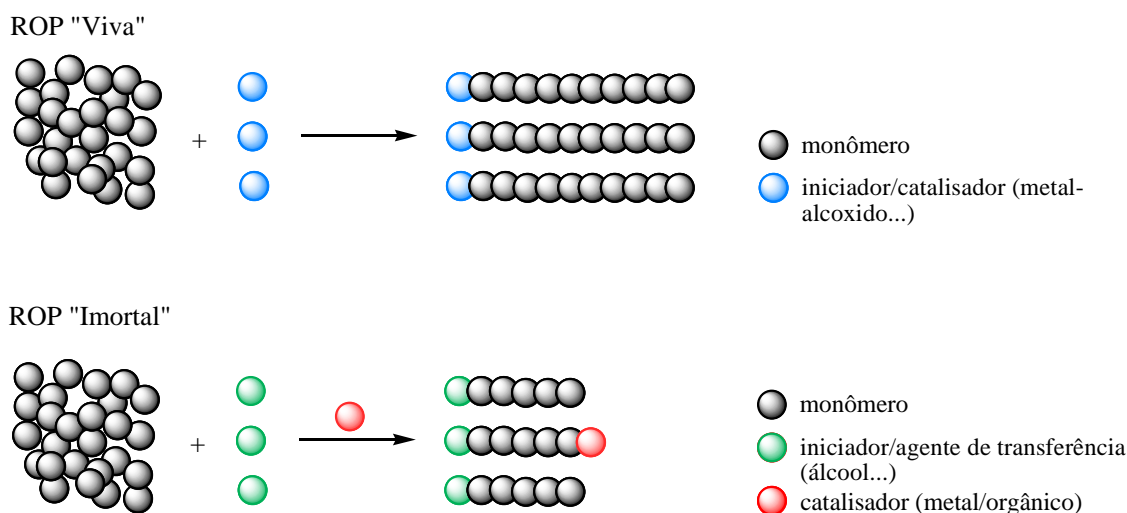 ROP "Viva"
+
monômero
iniciador/catalisador (metal-
alcoxido...)
ROP "Imortal"
+
monômero
iniciador/agente de transferência
(álcool...)
catalisador (metal/orgânico)